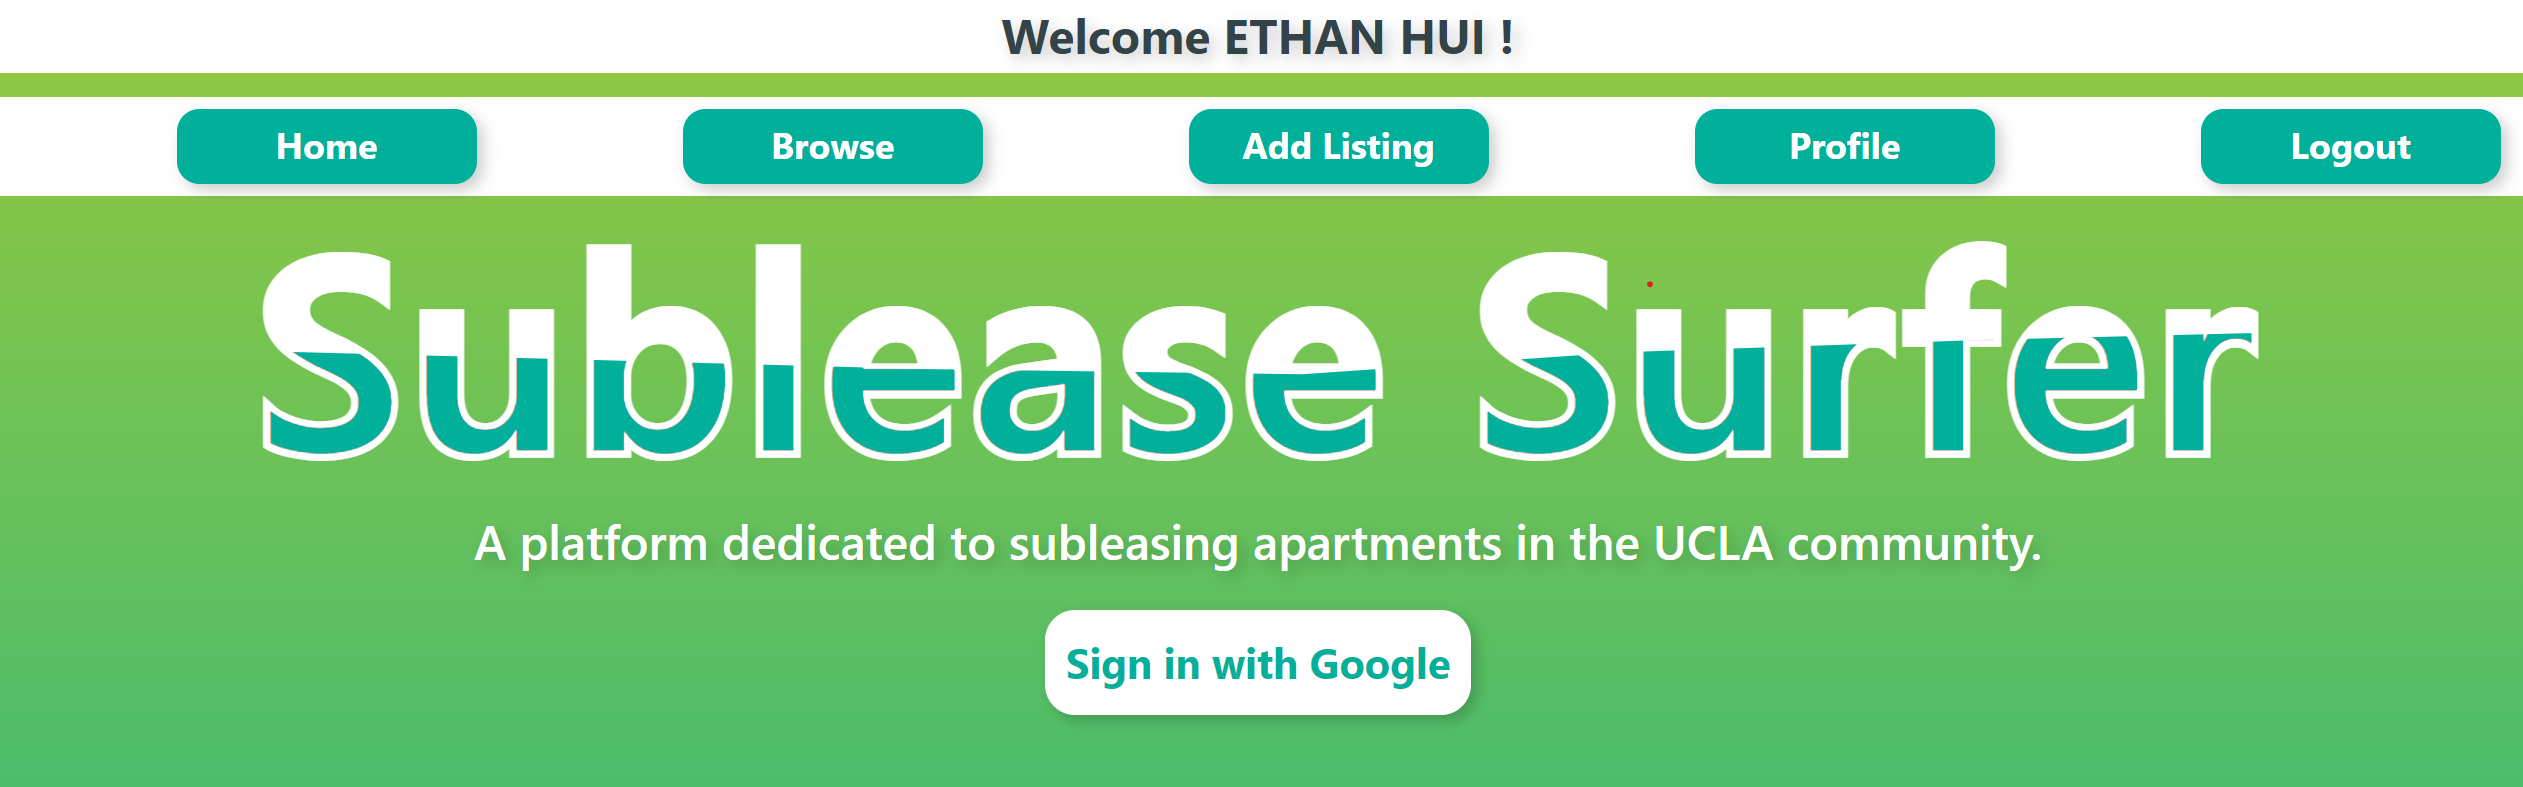 Welcome ETHAN HUI !
Home Browse Add Listing Profile Logout
Sublease Surfer
A platform dedicated to subleasing apartments in the UCLA community.
Sign in with Google